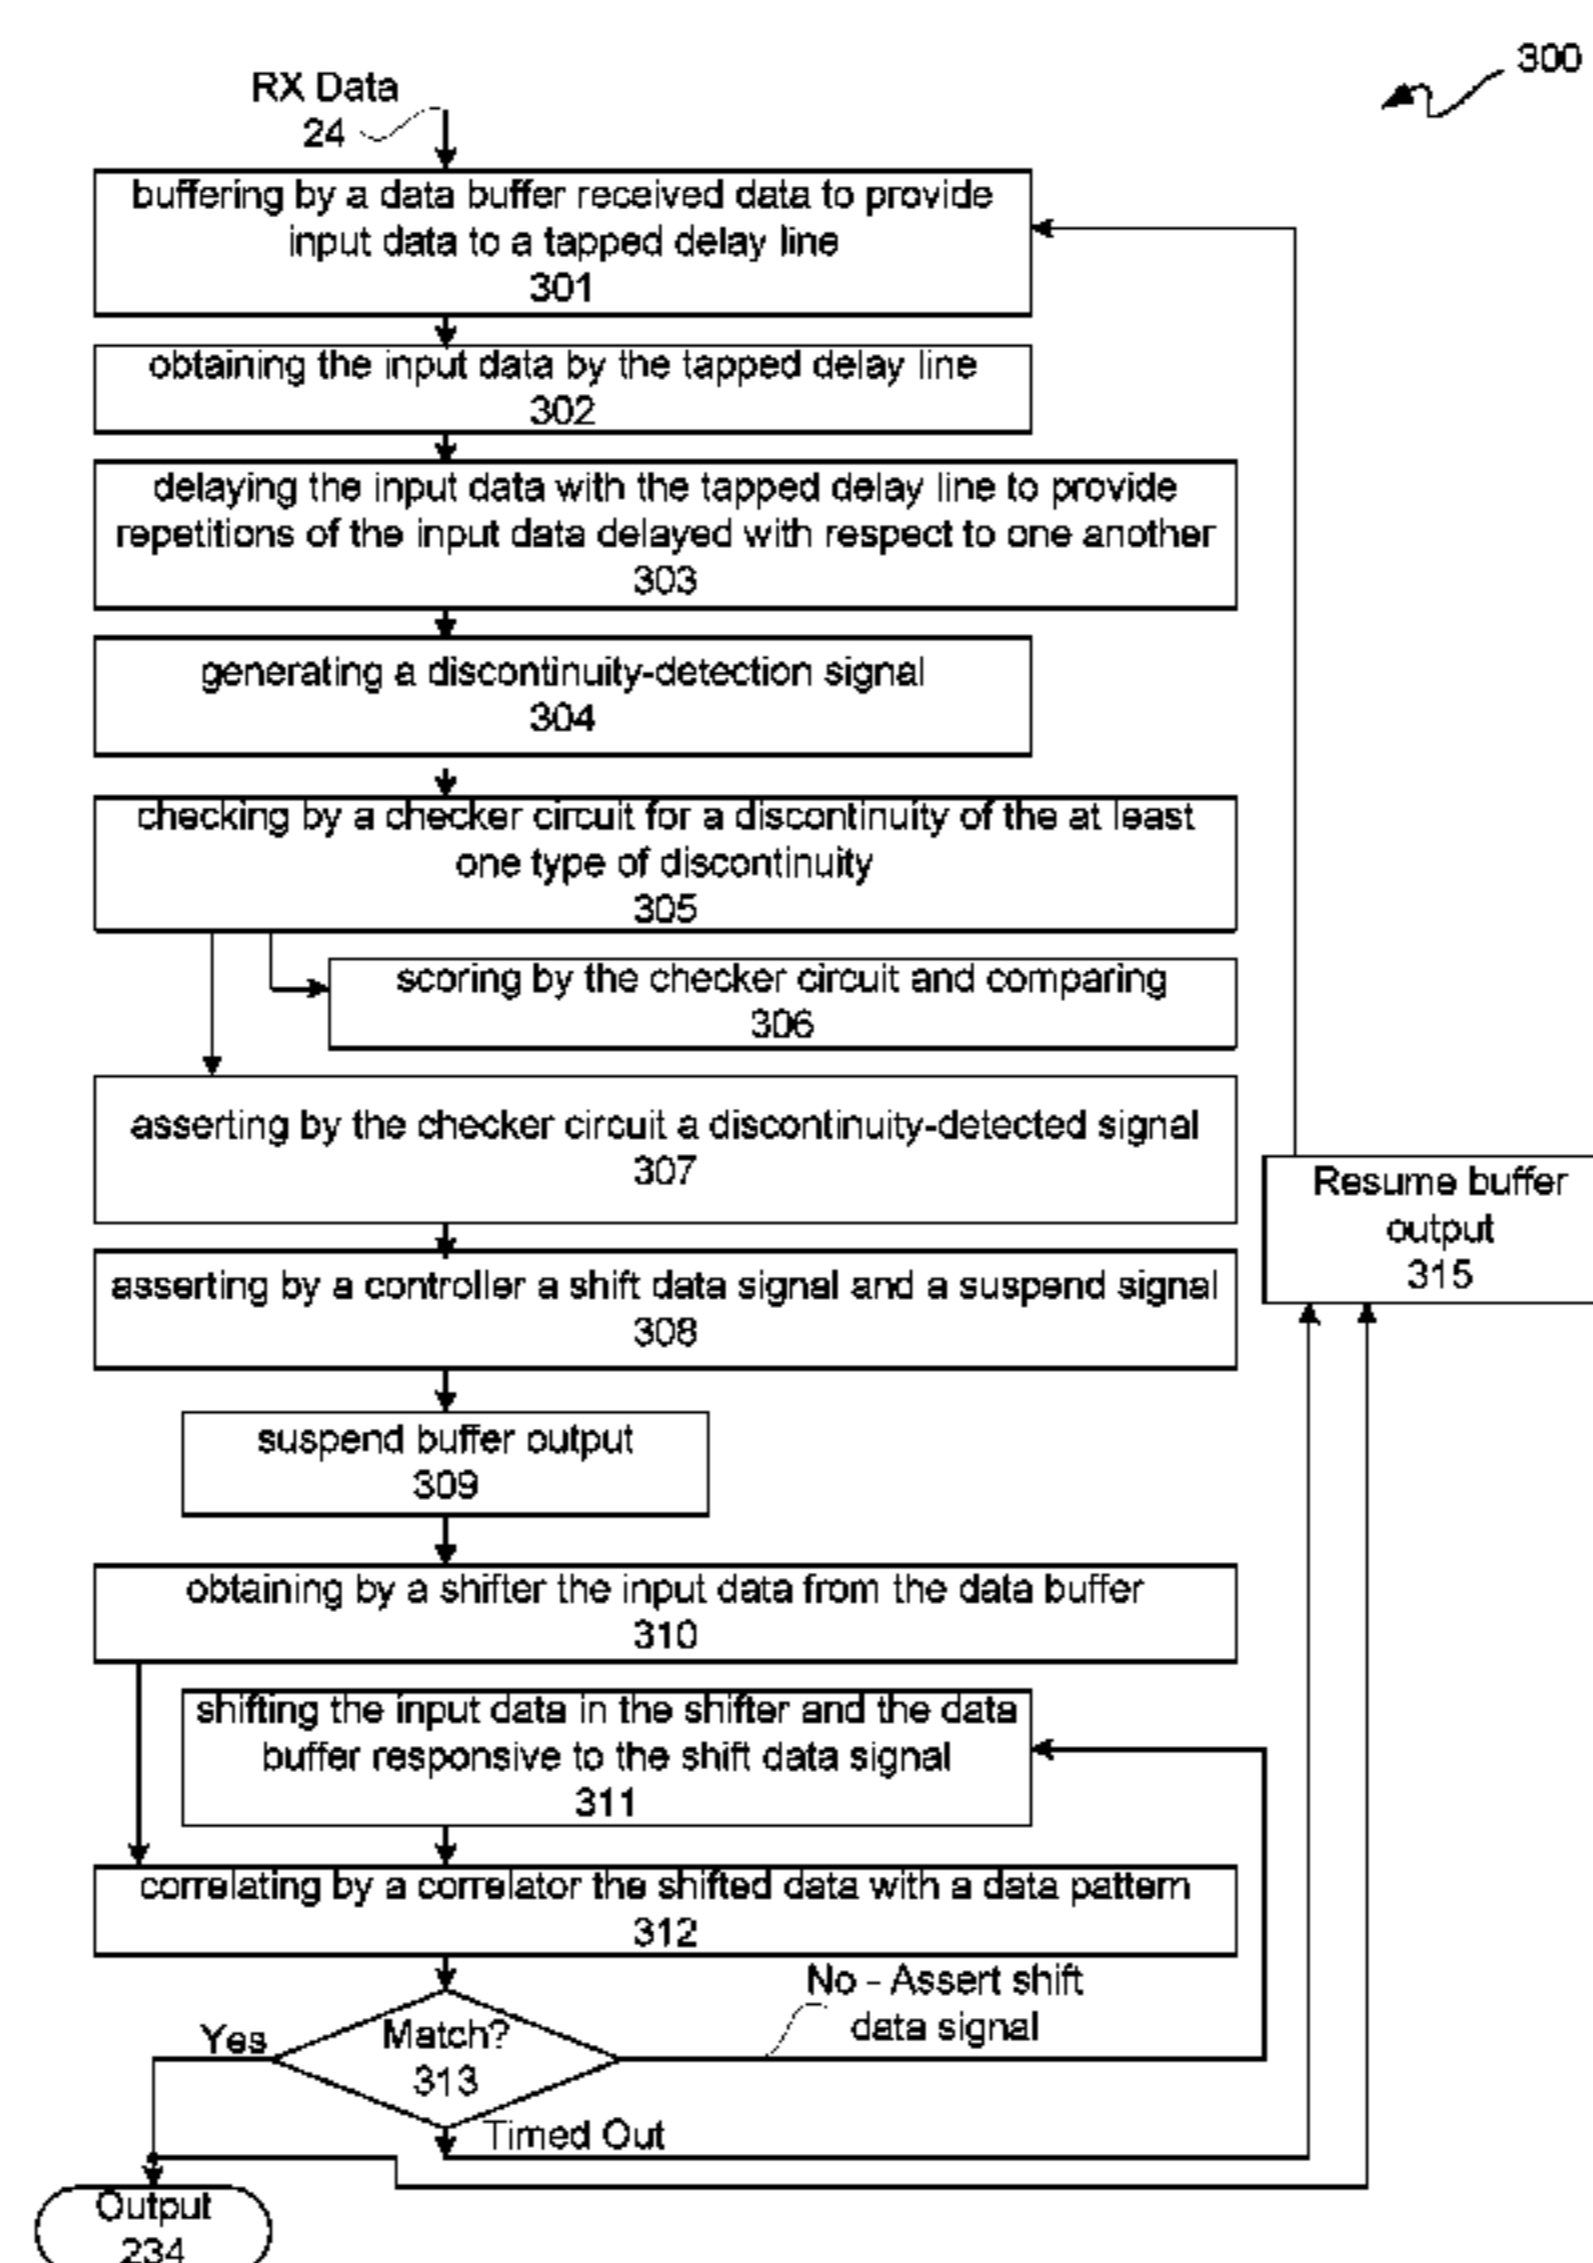 300
RX Data
24
buffering by a data buffer received data to provide
input data to a tapped delay line
301
obtaining the input data by the tapped delay line
302
delaying the input data with the tapped delay line to provide
repetitions of the input data delayed with respect to one another
303
generating a discontinuity-detection signal
304
checking by a checker circuit for a discontinuity of the at least
one type of discontinuity
305
scoring by the checker circuit and comparing
306
asserting by the checker circuit a discontinuity-detected signal
307
Resume buffer
output
315
asserting by a controller a shift data signal and a suspend signal
308
suspend buffer output
309
obtaining by a shifter the input data from the data buffer
310
shifting the input data in the shifter and the data
buffer responsive to the shift data signal
311
correlating by a correlator the shifted data with a data pattern
312
No - Assert shift
data signal
Yes
Match?
313
Timed Out
Output
234